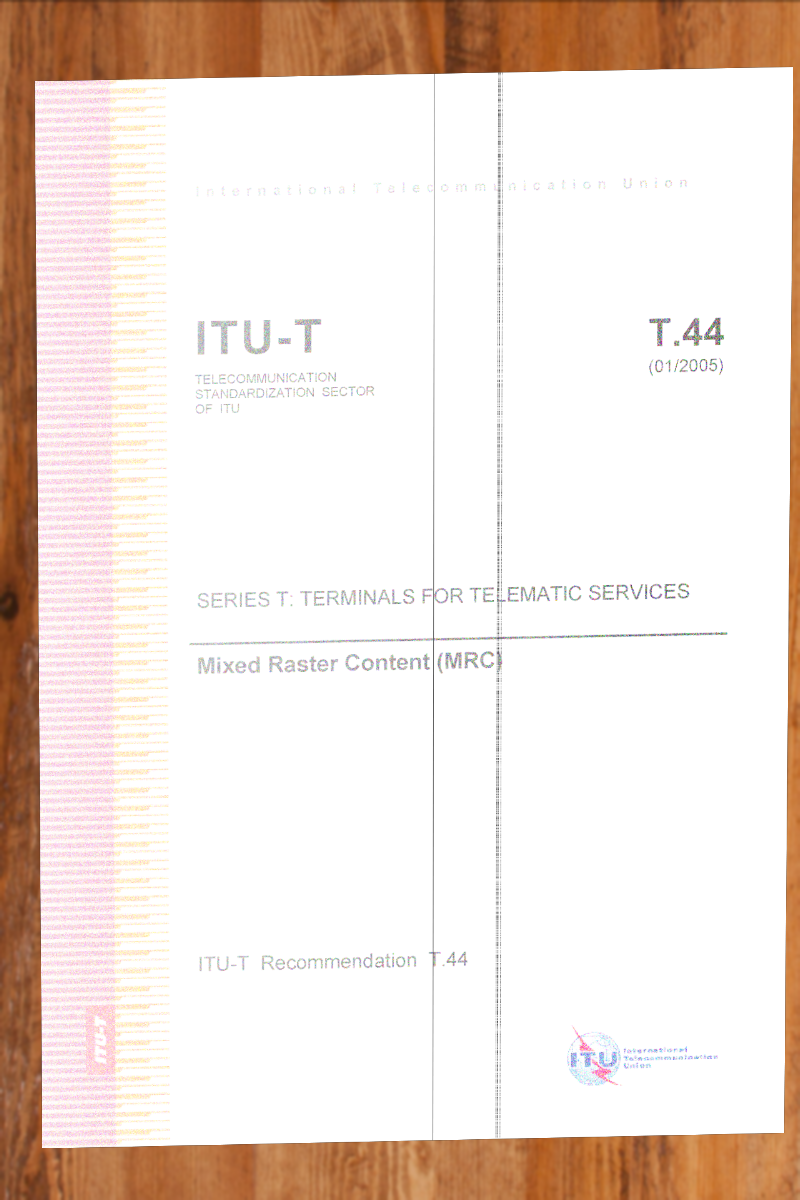 International Telecommunication Union
ITU-T
T.44
TELECOMMUNICATION
STANDARDIZATION SECTOR
OF ITU
(01/2005)
SERIES T: TERMINALS FOR TELEMATIC SERVICES
Mixed Raster Content (MRC)
ITU-T Recommendation T.44
ITU-T
ITU
International
Telecommunication
Union